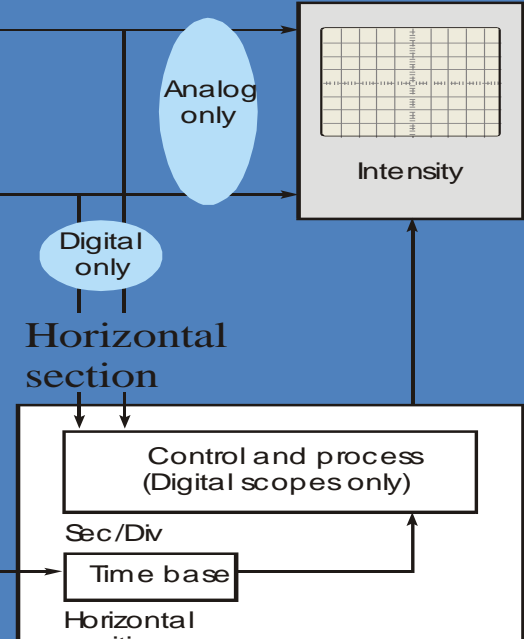 Analog
only
Intensity
Digital
only
Horizontal
section
Control and process
(Digital scopes only)
Sec/Div
Time base
Horizontal